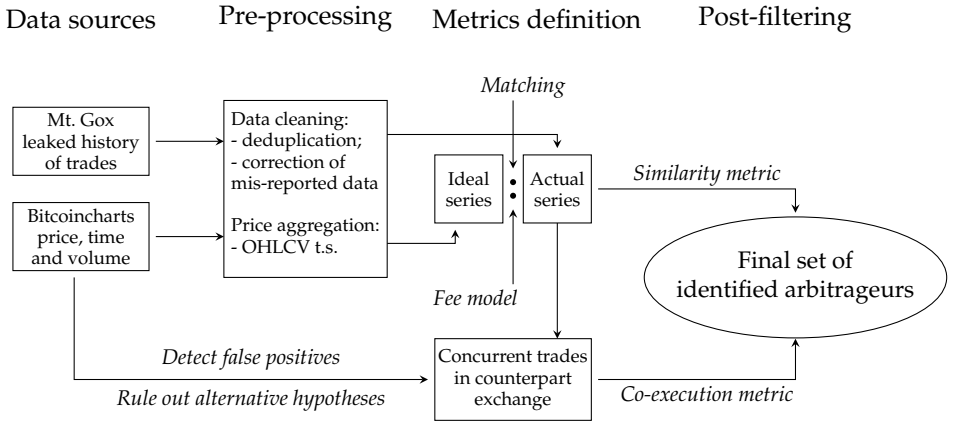 Data sources
Pre-processing
Metrics definition
Post-filtering
Mt. Gox
leaked history
of trades
Bitcoincharts
price, time
and volume
Data cleaning:
- deduplication;
- correction of
mis-reported data
Price aggregation:
- OHLCV t.s.
Matching
Ideal
series
Actual
series
Fee model
Similarity metric
Final set of
identified arbitrageurs
Detect false positives
Rule out alternative hypotheses
Concurrent trades
in counterpart
exchange
Co-execution metric